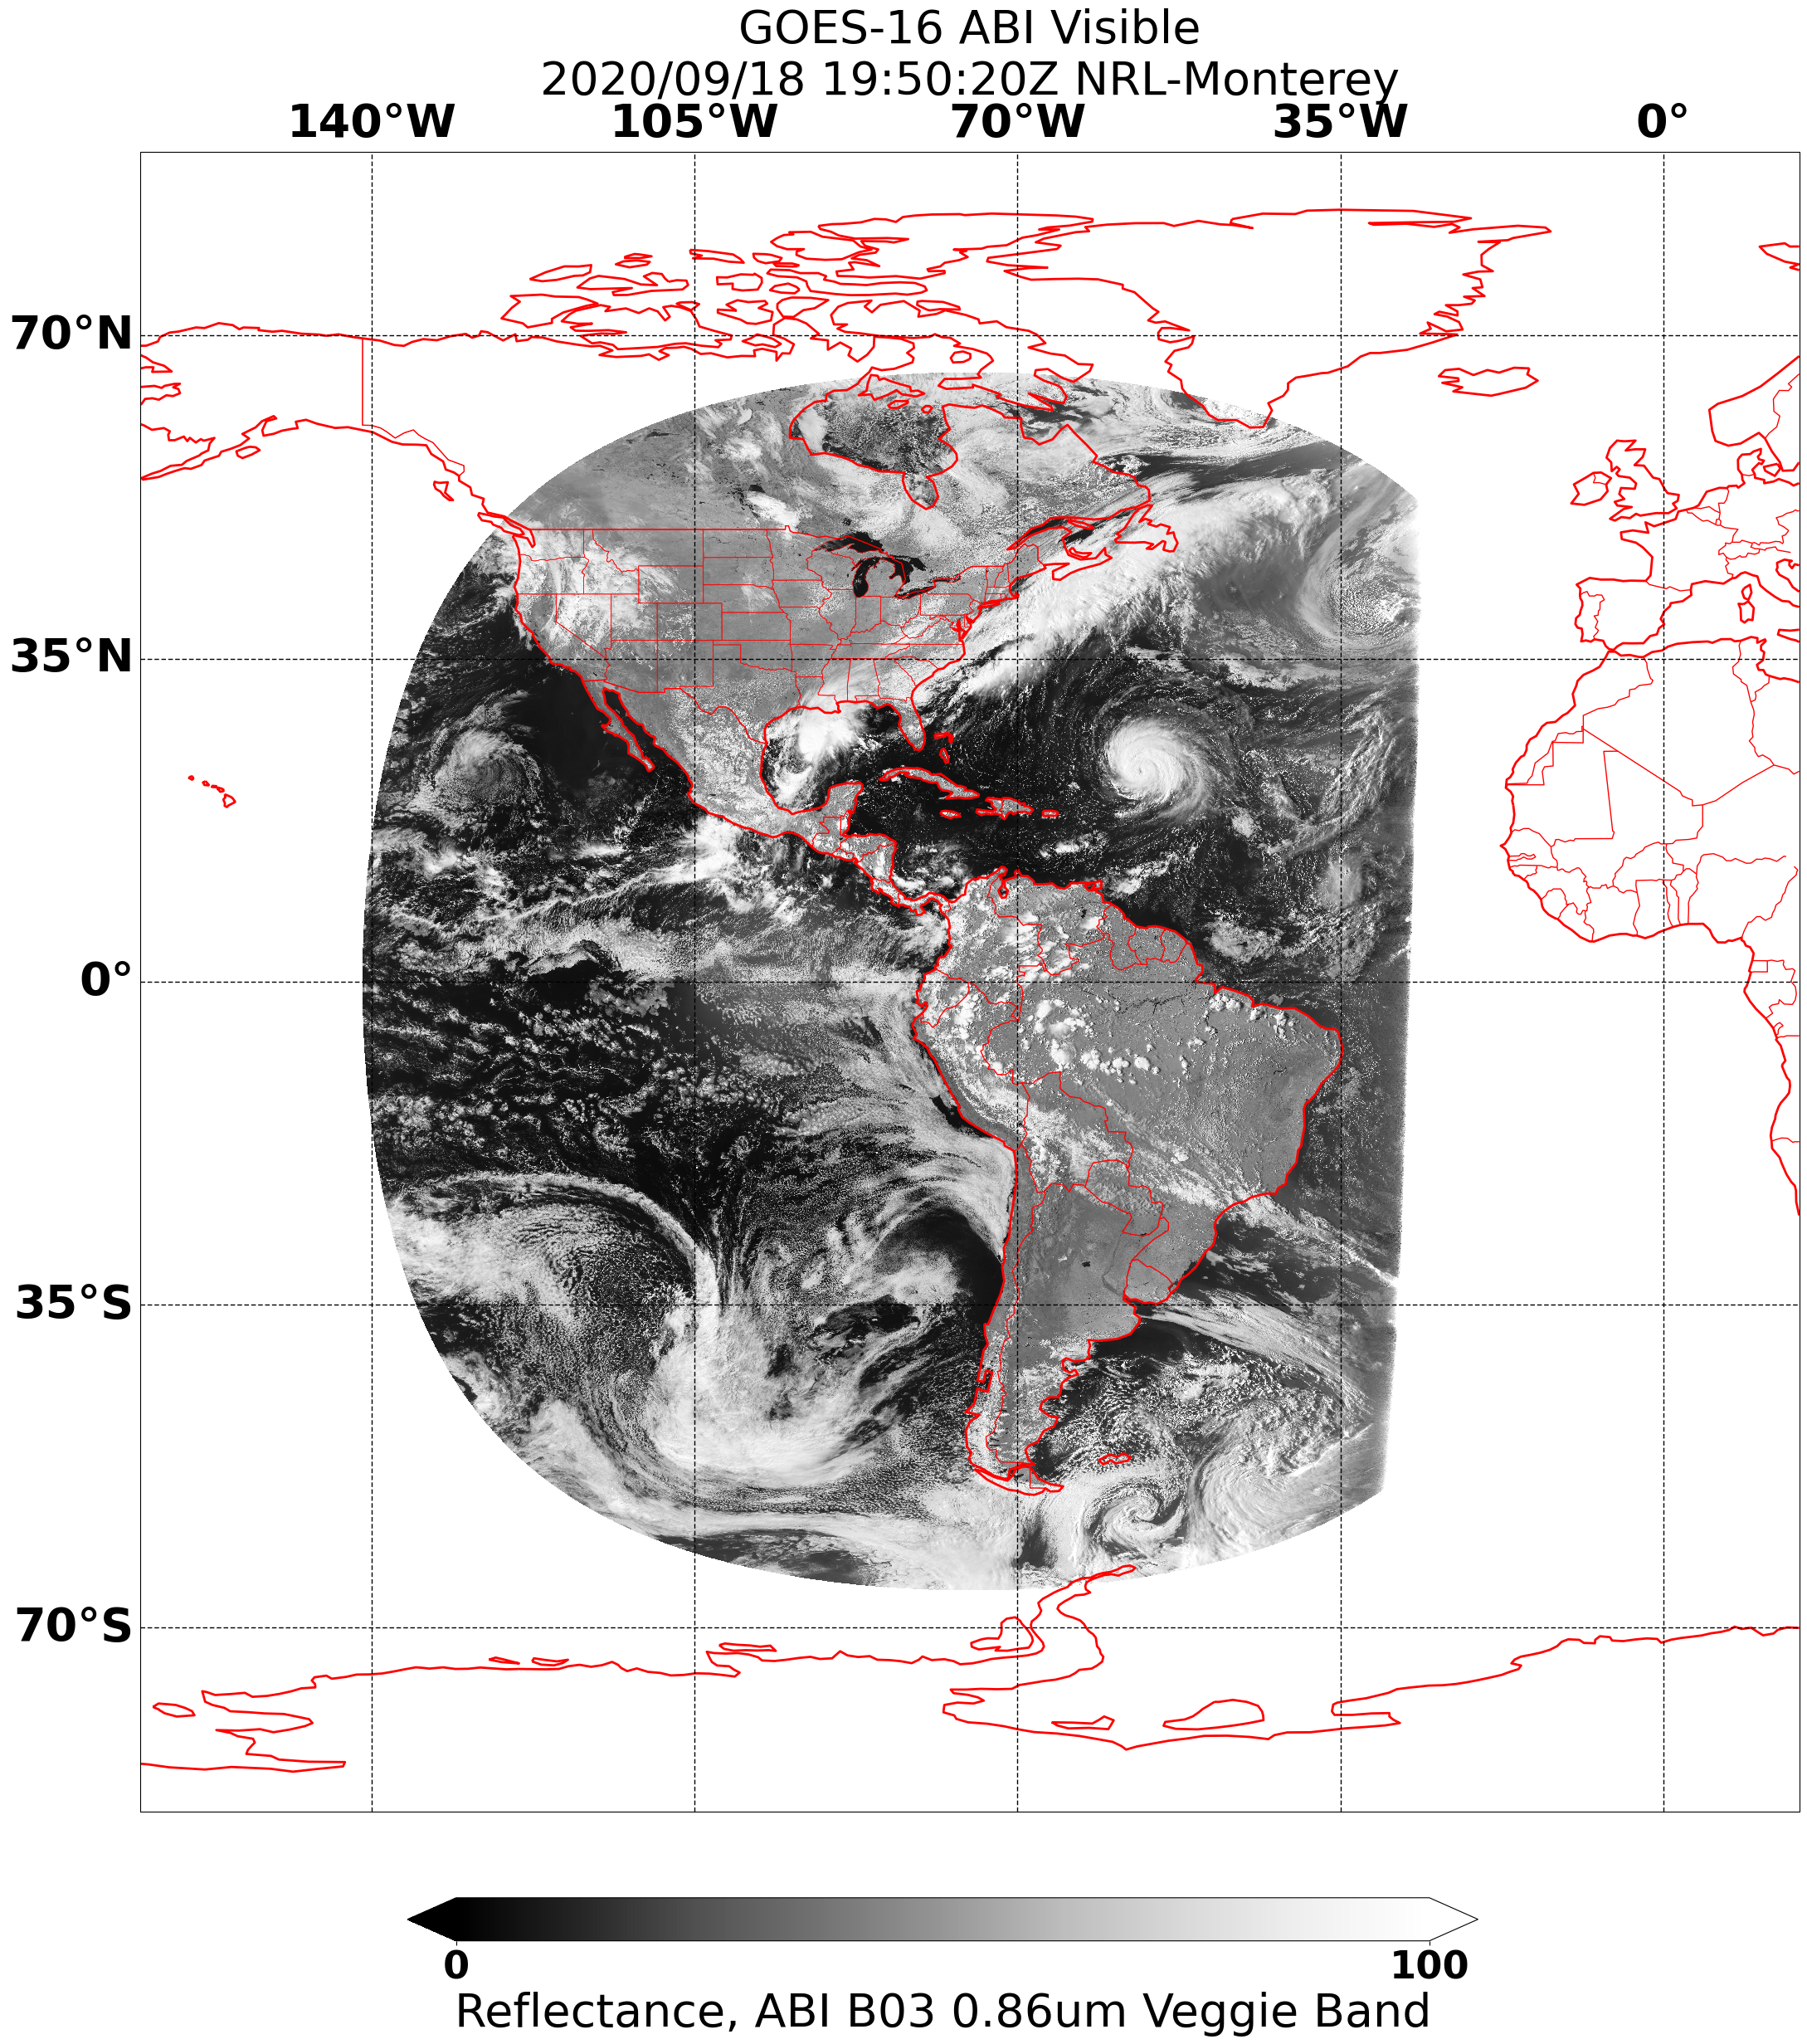 GOES-16 ABI Visible
2020/09/18 19:50:20Z NRL-Monterey
140°W 105°W 70°W 35°W 0°
70°N
35°N
0°
35°S
70°S
0 100
Reflectance, ABI B03 0.86um Veggie Band